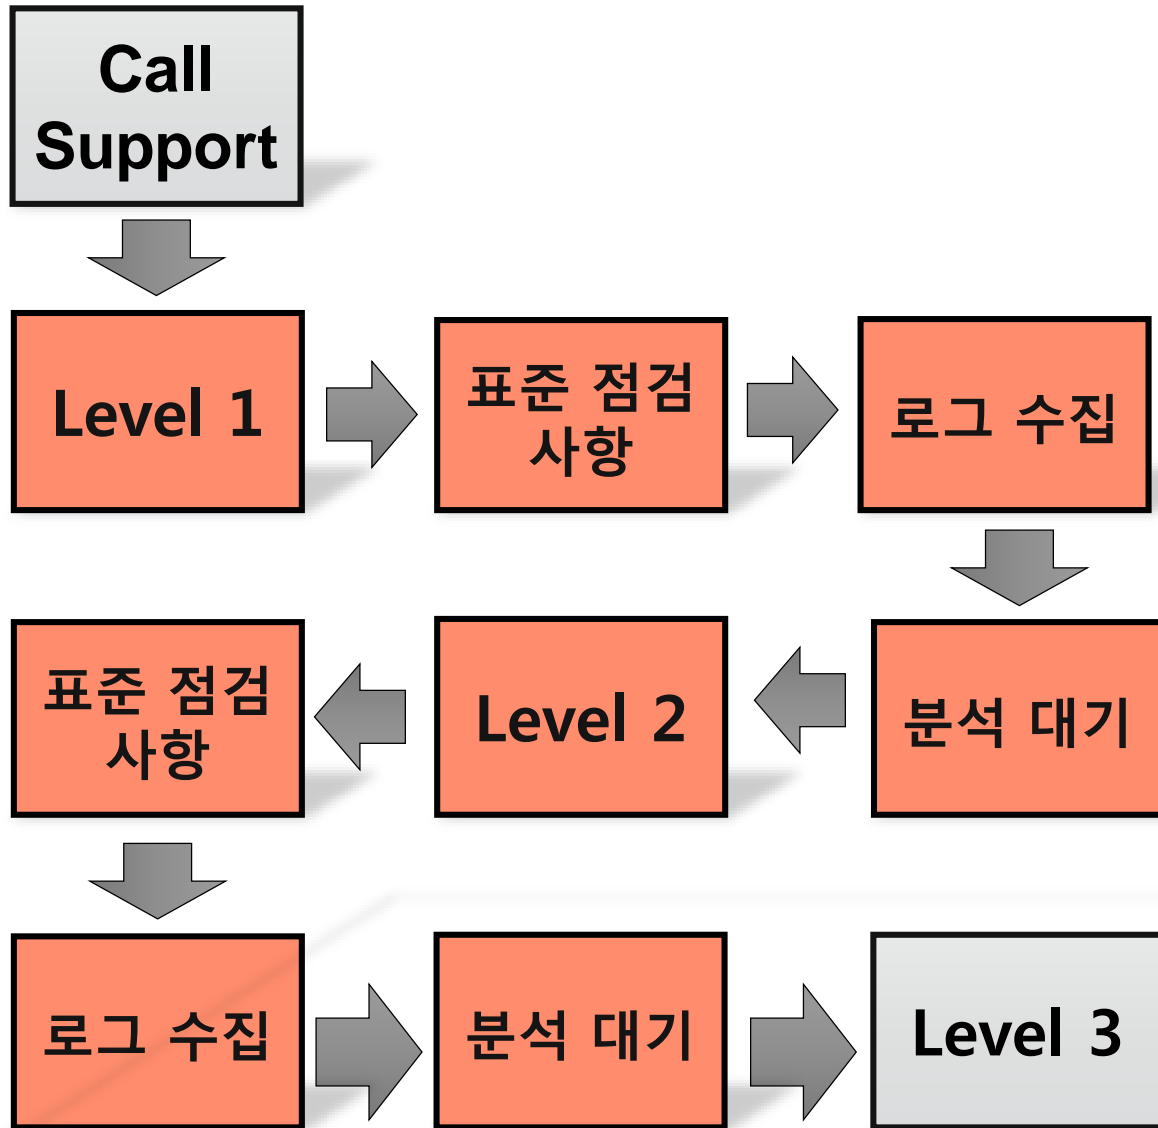 Call
Support
Level 1
표준 점검
사항
로그 수집
분석 대기
Level 2
표준 점검
사항
로그 수집
분석 대기
Level 3